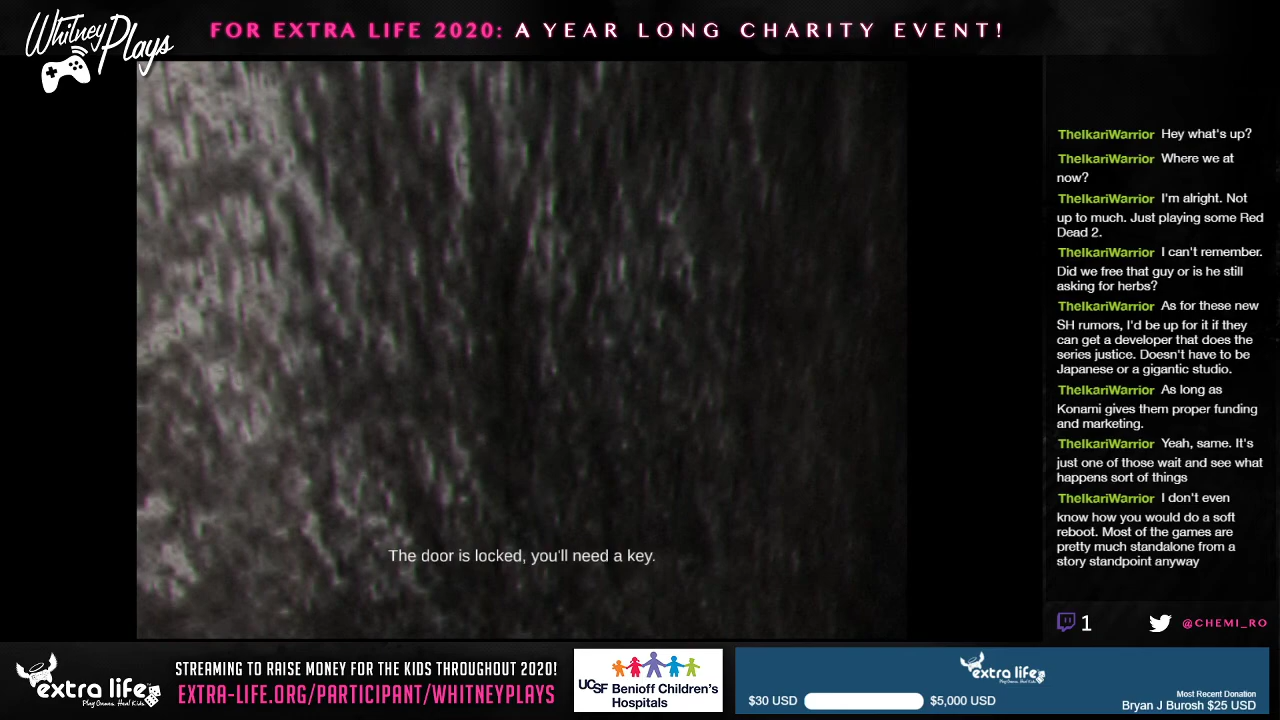 Whitney Plays
FOR EXTRA LIFE 2020: A YEAR LONG CHARITY EVENT!
The door is locked, you'll need a key.
TheIkariWarrior Hey what's up?
TheIkariWarrior Where we at
now?
TheIkariWarrior I'm alright. Not
up to much. Just playing some Red
Dead 2.
TheIkariWarrior I can't remember.
Did we free that guy or is he still
asking for herbs?
TheIkariWarrior As for these new
SH rumors, I'd be up for it if they
can get a developer that does the
series justice. Doesn't have to be
Japanese or a gigantic studio.
TheIkariWarrior As long as
Konami gives them proper funding
and marketing.
TheIkariWarrior Yeah, same. It's
just one of those wait and see what
happens sort of things
TheIkariWarrior I don't even
know how you would do a soft
reboot. Most of the games are
pretty much standalone from a
story standpoint anyway
1
@CHEMI_RO
extra life
Play Games. Heal Kids.
STREAMING TO RAISE MONEY FOR THE KIDS THROUGHOUT 2020!
EXTRA-LIFE.ORG/PARTICIPANT/WHITNEYPLAYS
UCSF Benioff Children's
Hospitals
extra life
Play Games. Heal Kids.
$30 USD
$5,000 USD
Most Recent Donation
Bryan J Burosh $25 USD